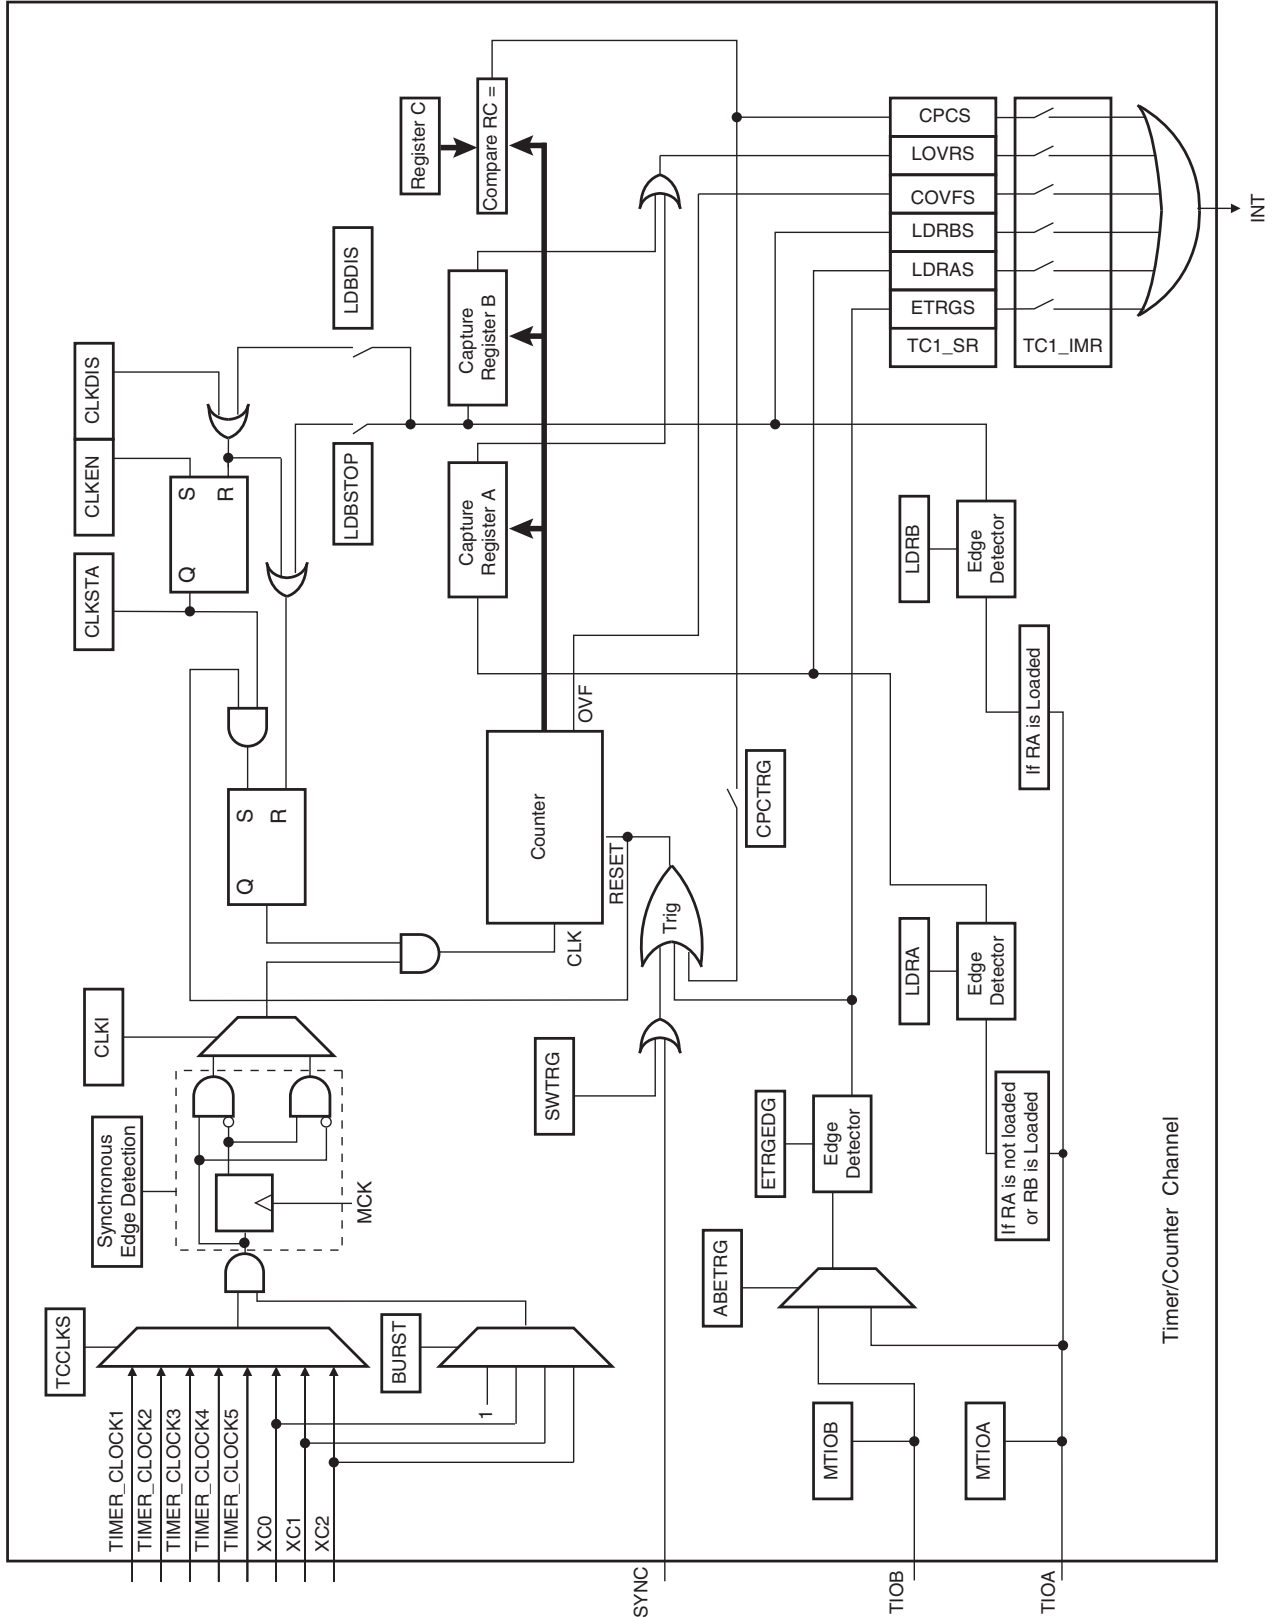 TCCLKS
TIMER_CLOCK1
TIMER_CLOCK2
TIMER_CLOCK3
TIMER_CLOCK4
TIMER_CLOCK5
XC0
XC1
XC2
BURST
1
Synchronous
Edge Detection
MCK
CLKI
CLKSTA
CLKEN
CLKDIS
Q
S
R
Q
S
R
LDBSTOP
LDBDIS
Register C
Compare RC =
Capture
Register A
Capture
Register B
Counter
CLK
OVF
RESET
Trig
SWTRG
SYNC
CPCTRG
ABETRG
ETRGEDG
Edge
Detector
MTIOB
TIOB
MTIOA
TIOA
LDRA
Edge
Detector
If RA is not loaded
or RB is Loaded
LDRB
Edge
Detector
If RA is Loaded
CPCS
LOVRS
COVFS
LDRBS
LDRAS
ETRGS
TC1_SR
TC1_IMR
INT
Timer/Counter Channel